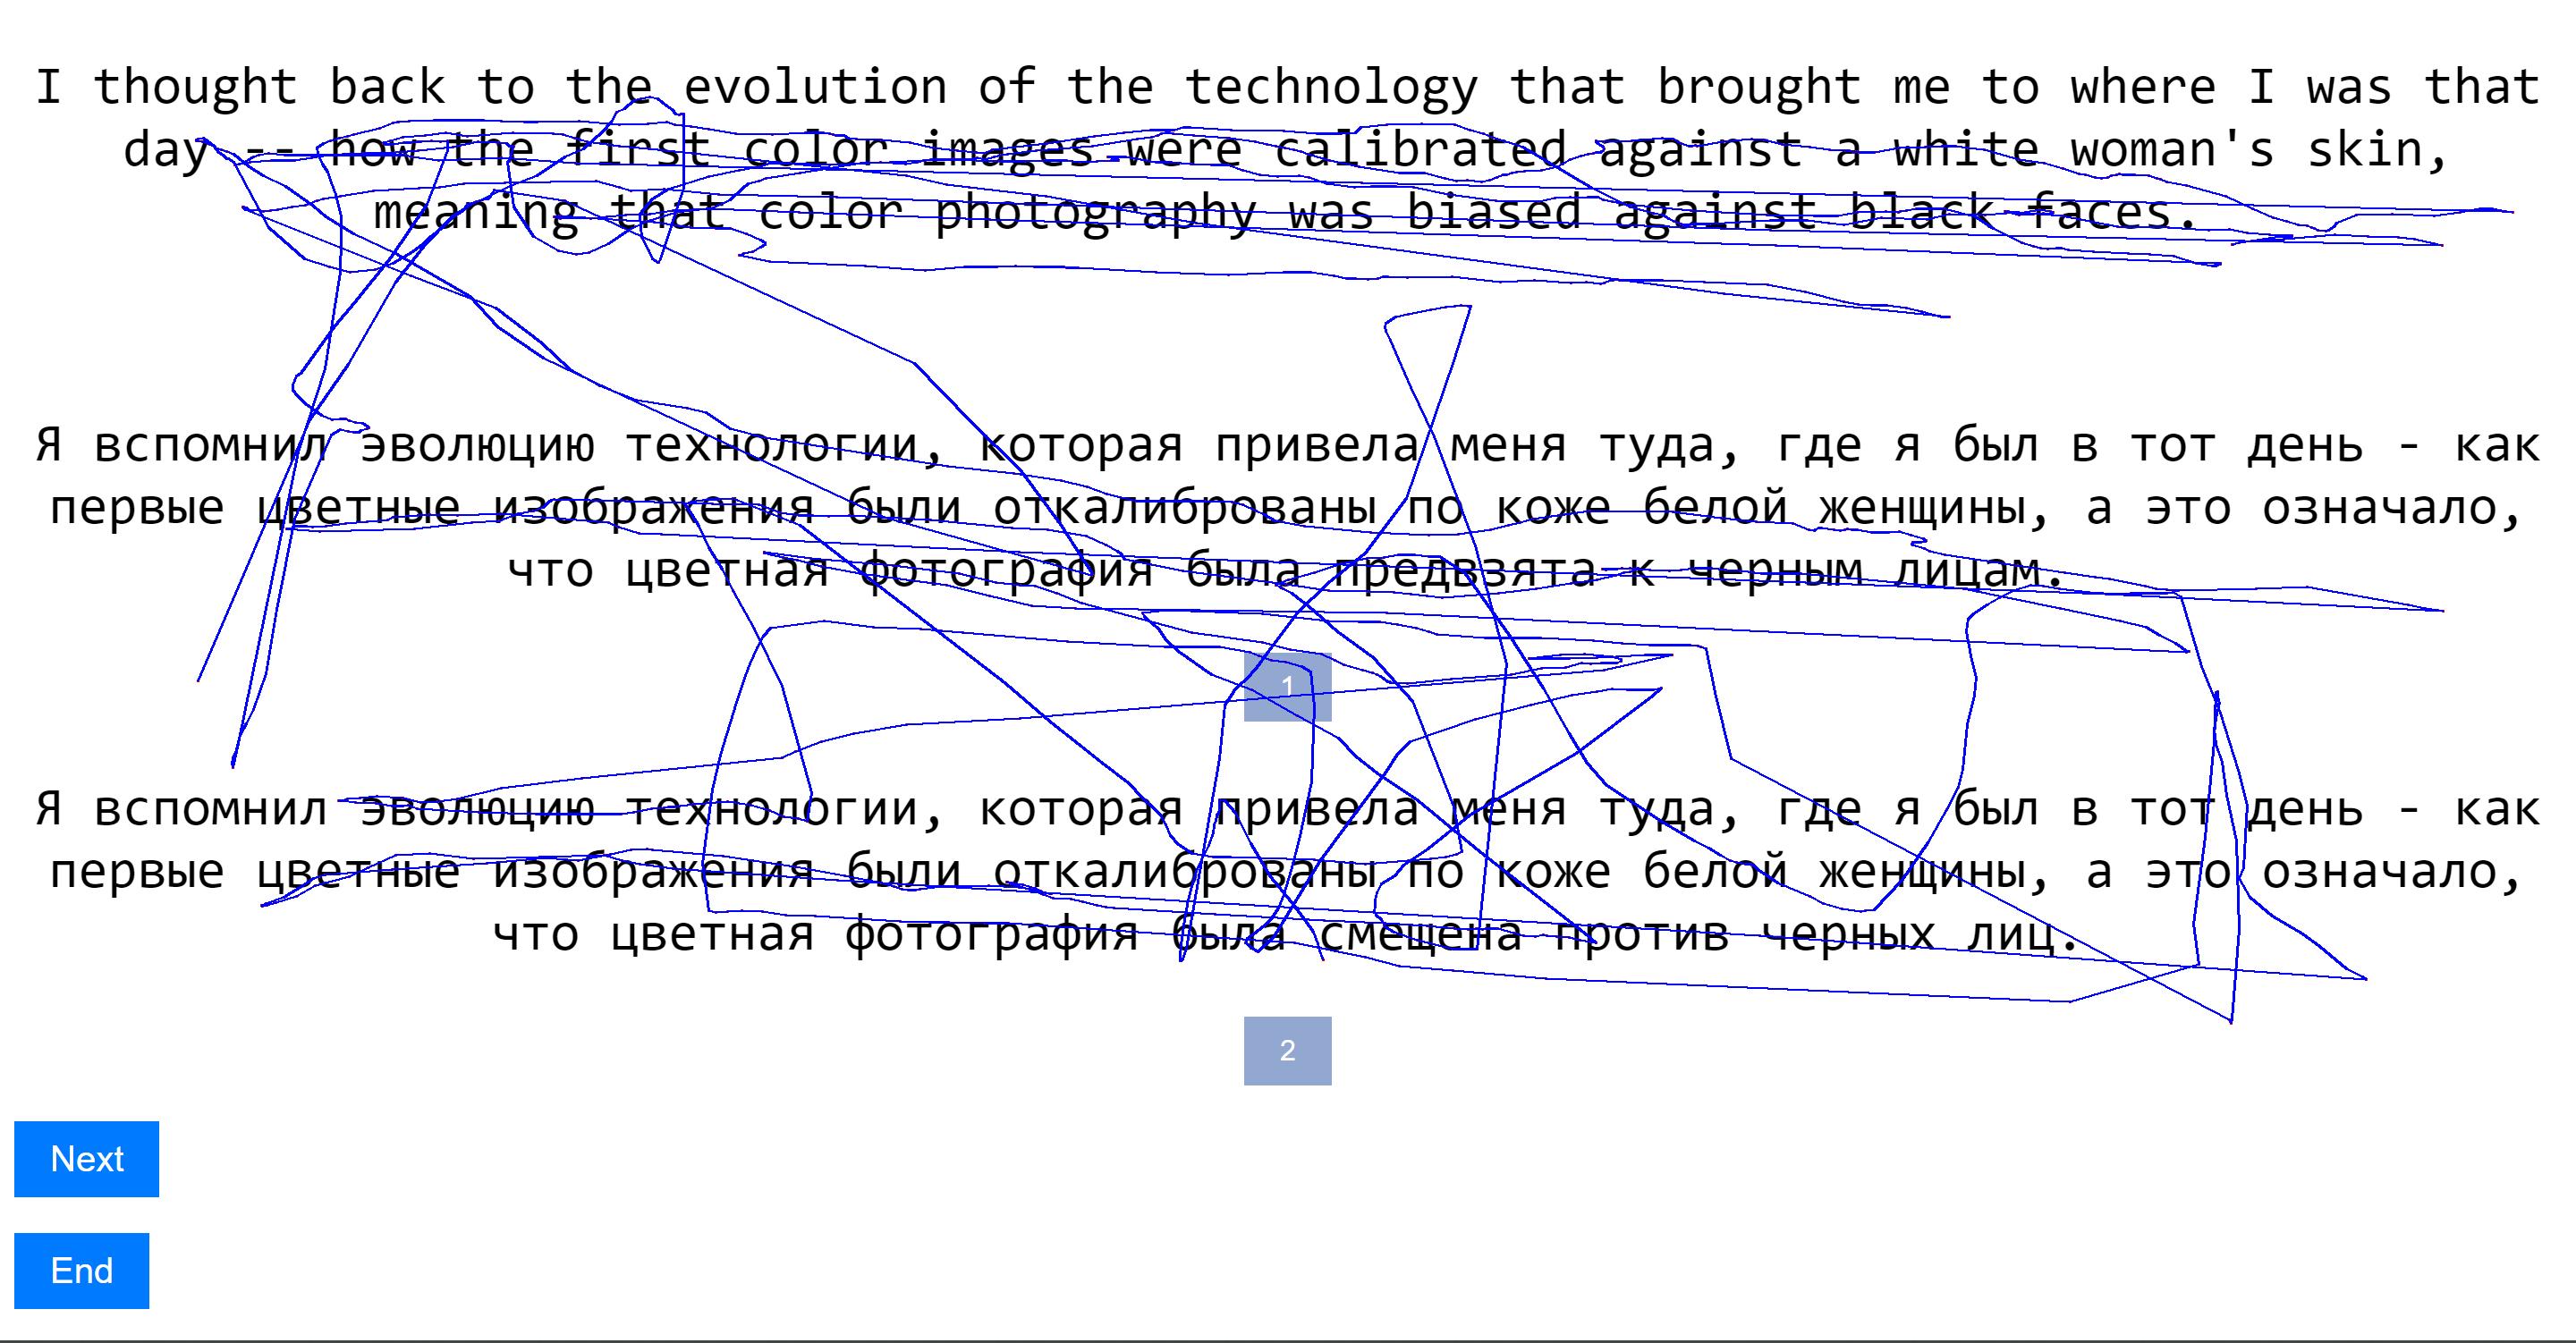 I thought back to the evolution of the technology that brought me to where I was that
day -- how the first color images were calibrated against a white woman's skin,
meaning that color photography was biased against black faces.
Я вспомнил эволюцию технологии, которая привела меня туда, где я был в тот день - как
первые цветные изображения были откалиброваны по коже белой женщины, а это означало,
что цветная фотография была предвзята к черным лицам.
1
Я вспомнил эволюцию технологии, которая привела меня туда, где я был в тот день - как
первые цветные изображения были откалиброваны по коже белой женщины, а это означало,
что цветная фотография была смещена против черных лиц.
2
Next
End